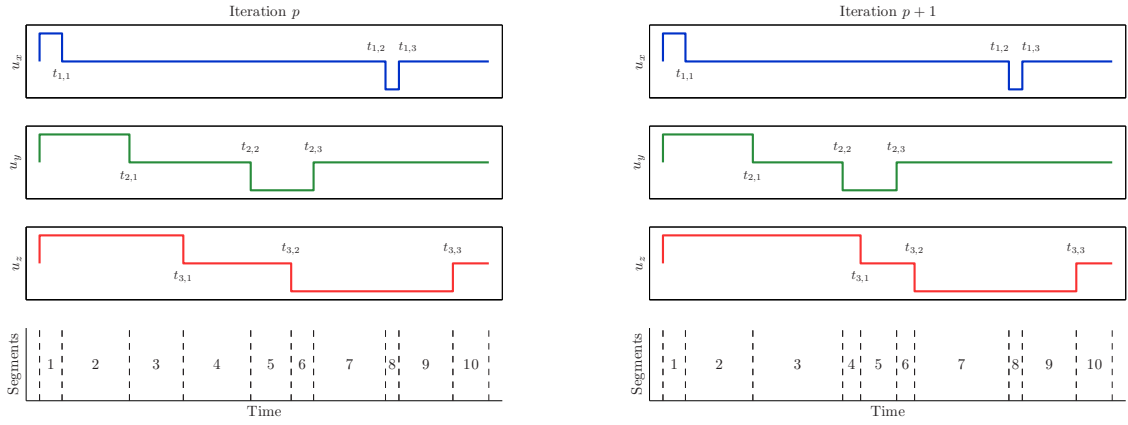 Iteration p
u_x
t_{1,1}
t_{1,2}
t_{1,3}
u_y
t_{2,1}
t_{2,2}
t_{2,3}
u_z
t_{3,1}
t_{3,2}
t_{3,3}
Segments
1 2 3 4 5 6 7 8 9 10
Time
Iteration p + 1
u_x
t_{1,1}
t_{1,2}
t_{1,3}
u_y
t_{2,1}
t_{2,2}
t_{2,3}
u_z
t_{3,1}
t_{3,2}
t_{3,3}
Segments
1 2 3 4 5 6 7 8 9 10
Time